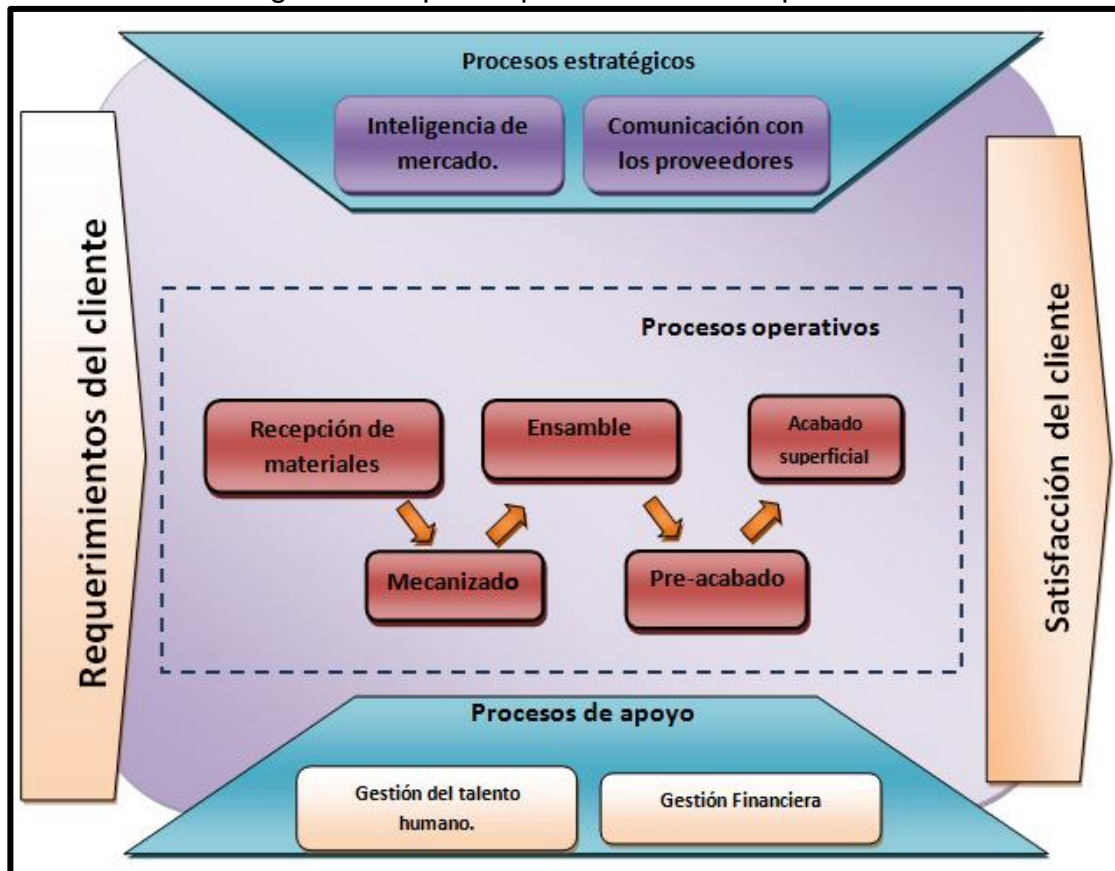 Procesos estratégicos
Inteligencia de
mercado.
Comunicación con
los proveedores
Requerimientos del cliente
Procesos operativos
Recepción de
materiales
Mecanizado
Ensamble
Pre-acabado
Acabado
superficial
Satisfacción del cliente
Procesos de apoyo
Gestión del talento
humano.
Gestión Financiera